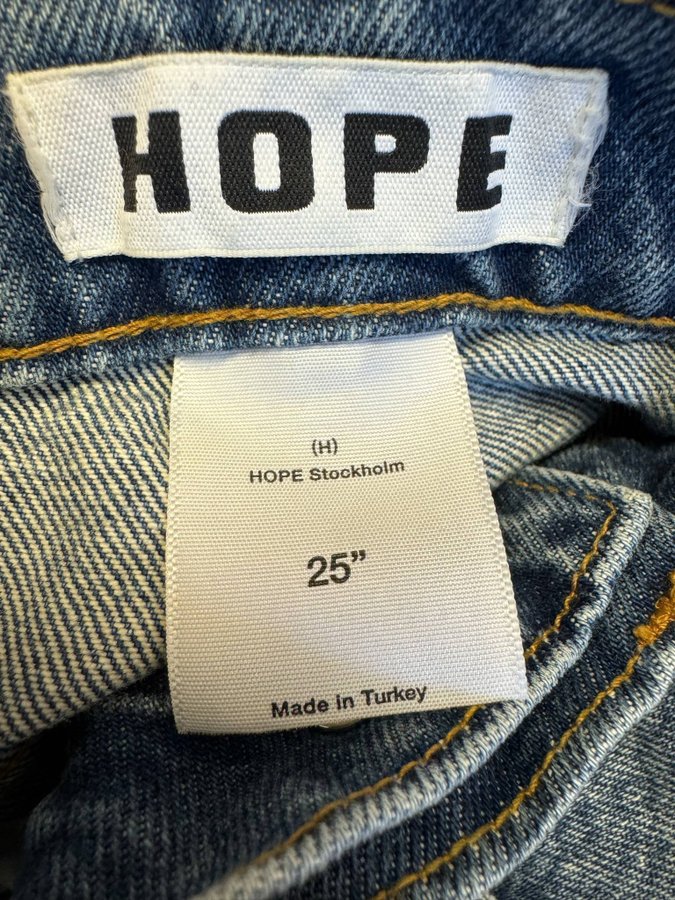 HOPE
(H)
HOPE Stockholm
25”
Made in Turkey